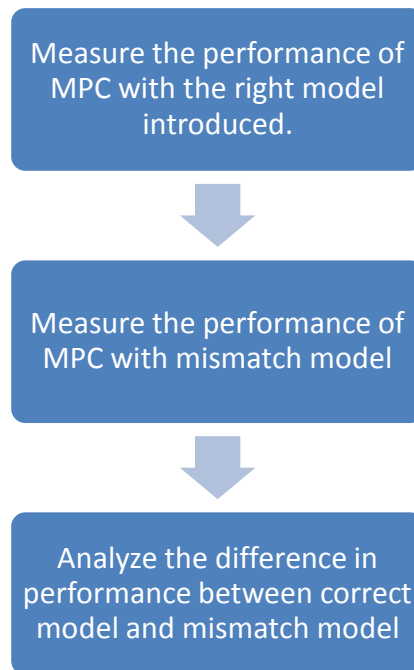 Measure the performance of
MPC with the right model
introduced.
Measure the performance of
MPC with mismatch model
Analyze the difference in
performance between correct
model and mismatch model